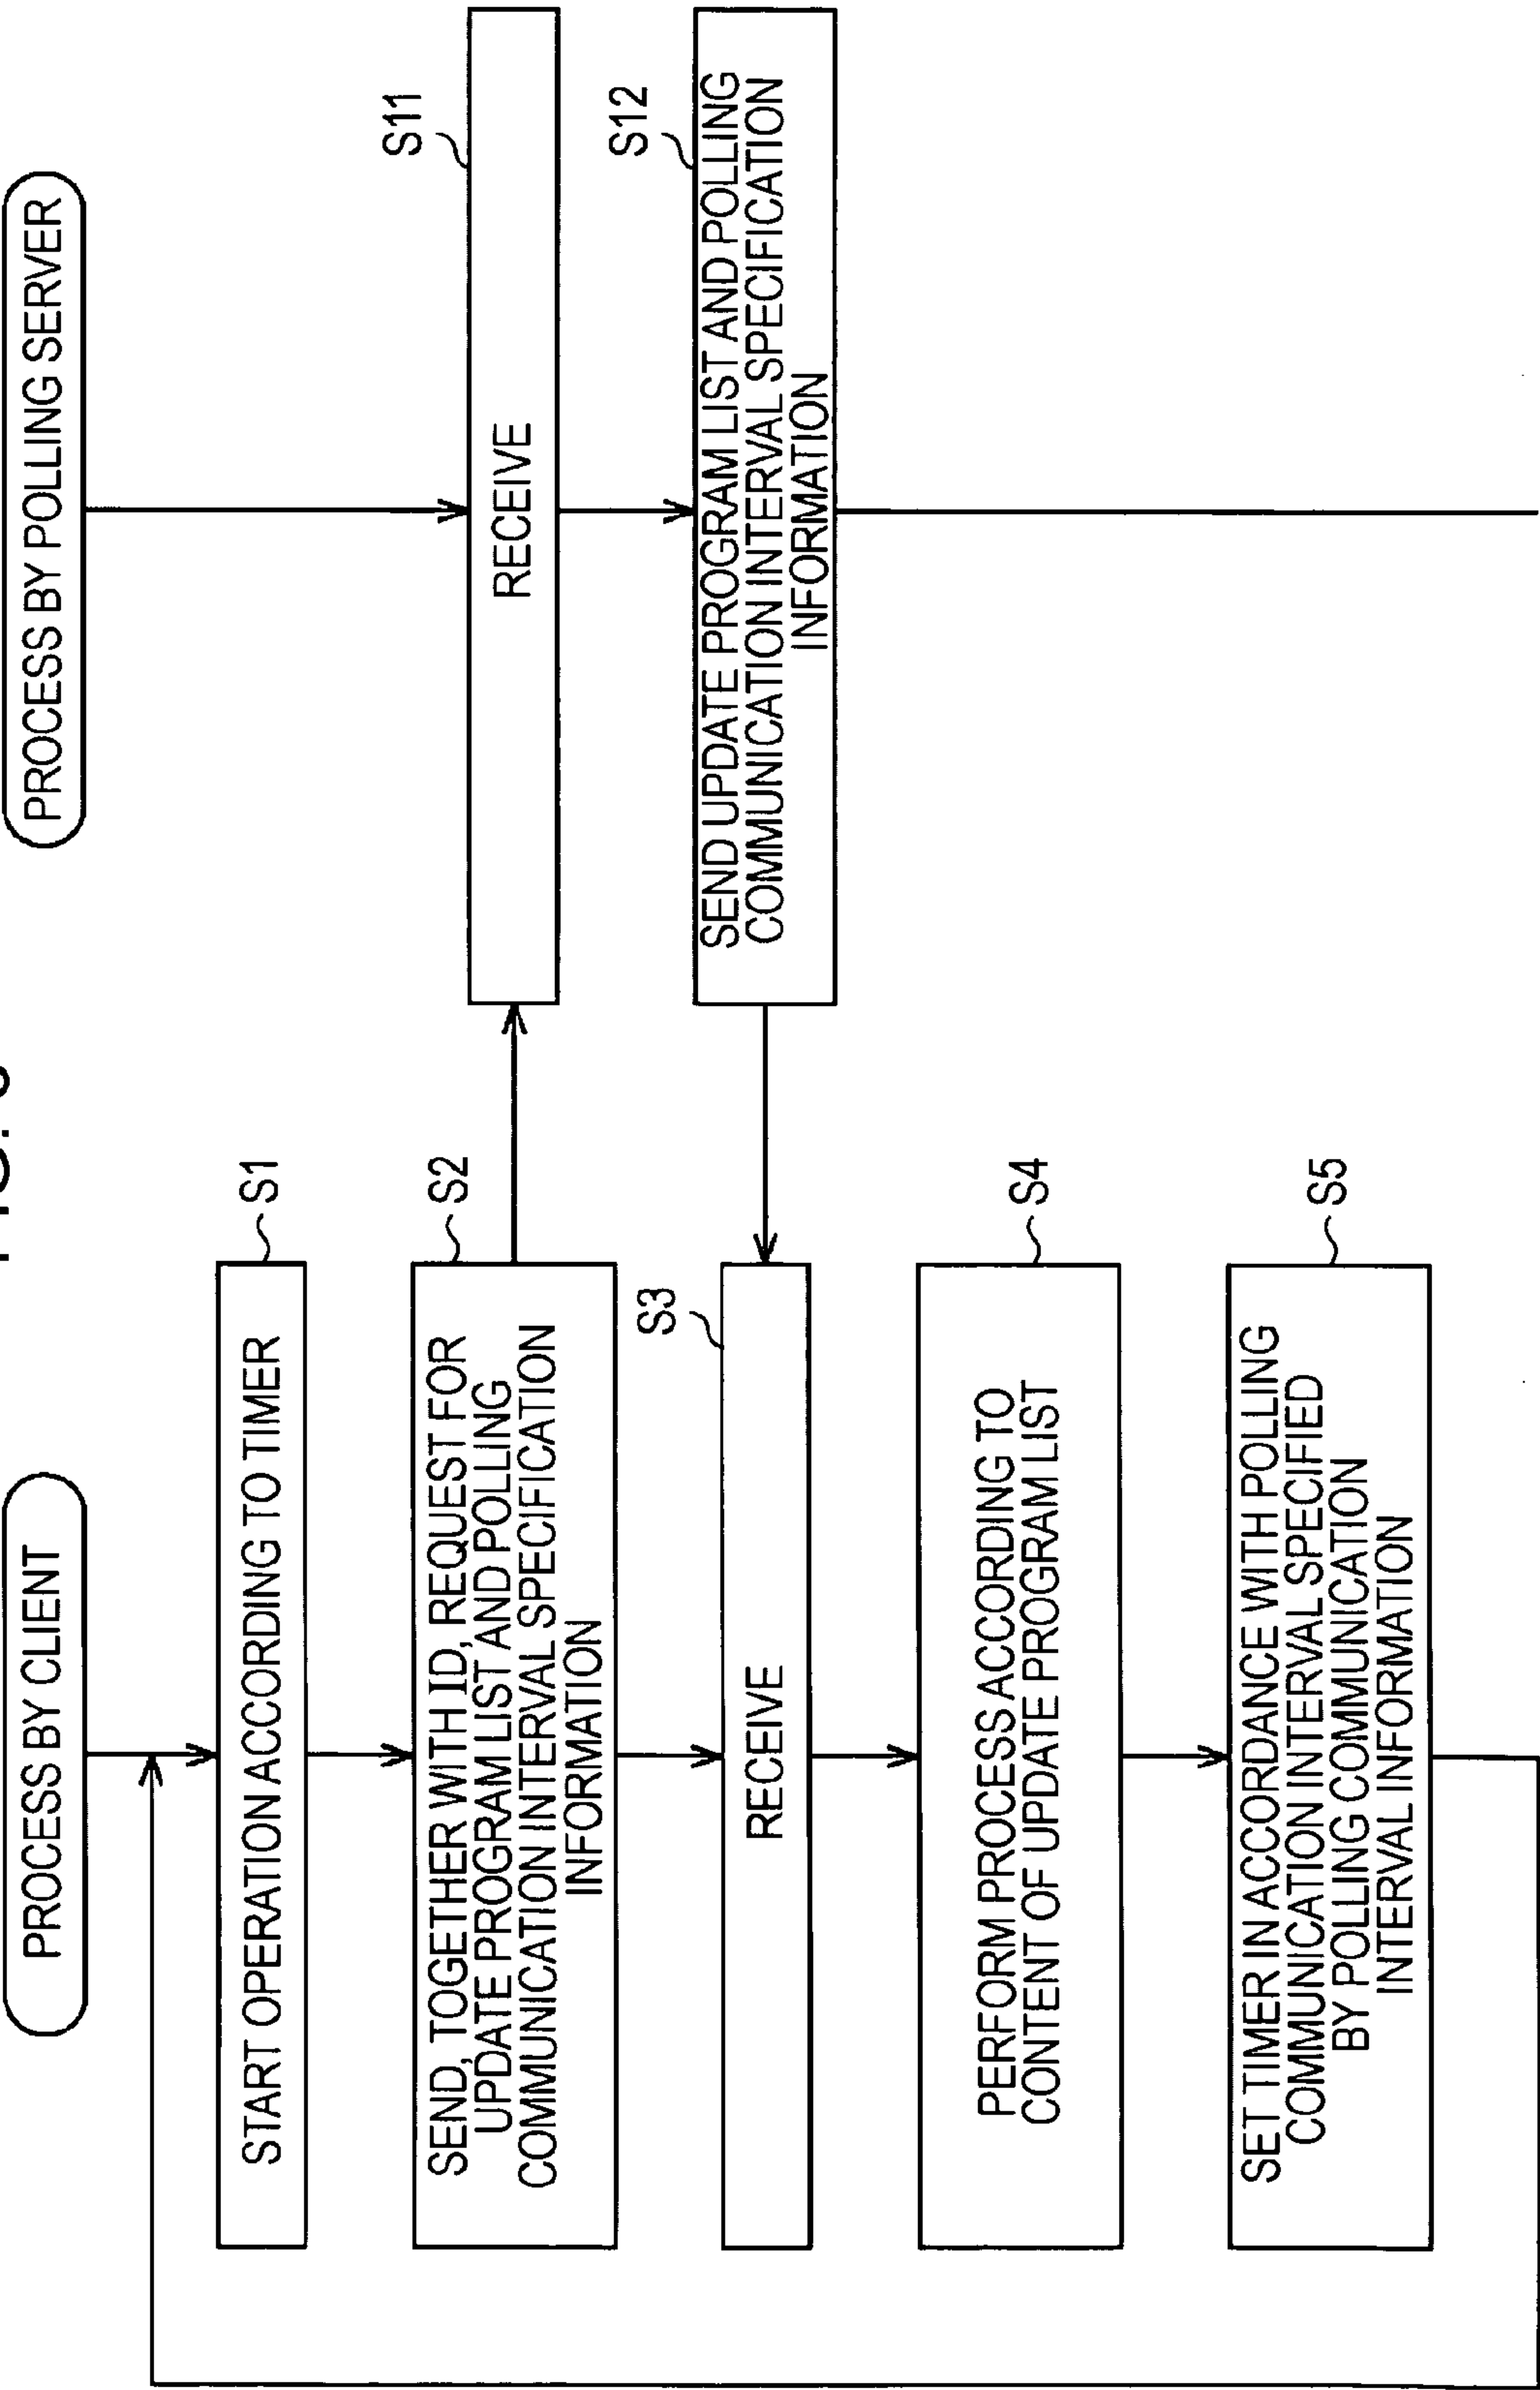 PROCESS BY CLIENT
START OPERATION ACCORDING TO TIMER
S1
SEND, TOGETHER WITH ID, REQUEST FOR
UPDATE PROGRAM LIST AND POLLING
COMMUNICATION INTERVAL SPECIFICATION
INFORMATION
S2
RECEIVE
S3
PERFORM PROCESS ACCORDING TO
CONTENT OF UPDATE PROGRAM LIST
S4
SET TIMER IN ACCORDANCE WITH POLLING
COMMUNICATION INTERVAL SPECIFIED
BY POLLING COMMUNICATION
INTERVAL INFORMATION
S5
PROCESS BY POLLING SERVER
RECEIVE
S11
SEND UPDATE PROGRAM LIST AND POLLING
COMMUNICATION INTERVAL SPECIFICATION
INFORMATION
S12